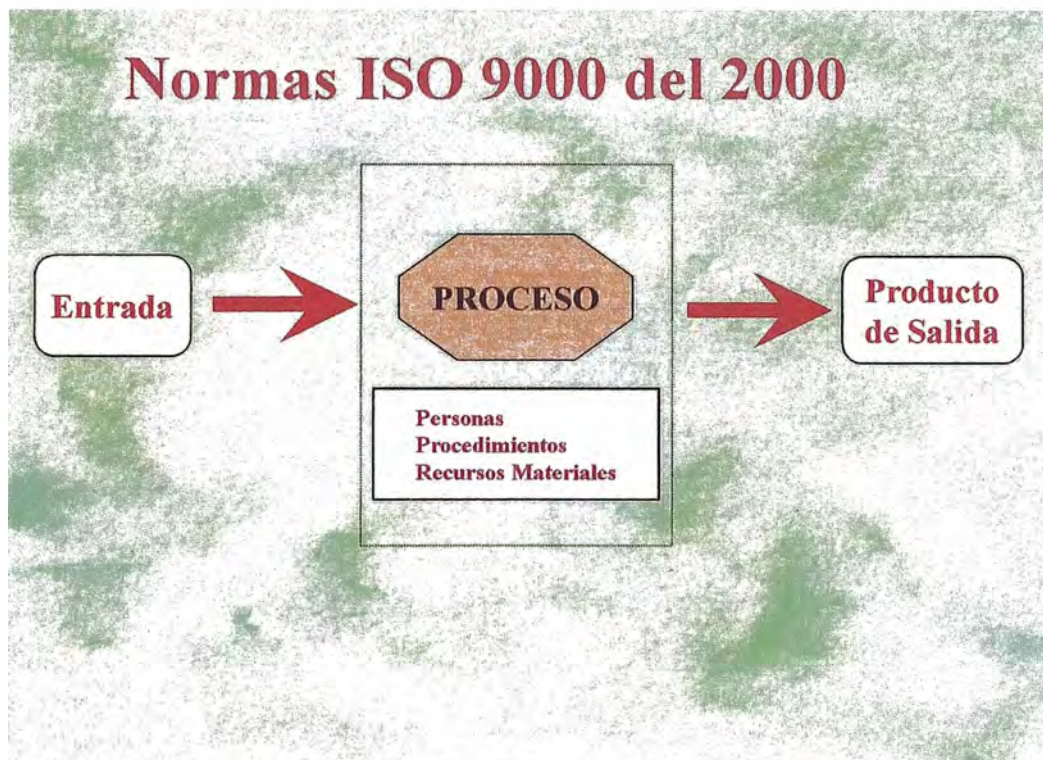 Normas ISO 9000 del 2000
Entrada
PROCESO
Personas
Procedimientos
Recursos Materiales
Producto
de Salida